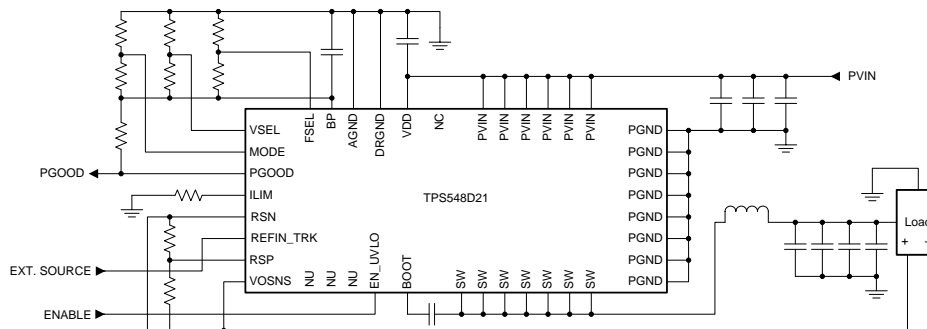 PVIN
FSEL
BP
AGND
DRGND
VDD
NC
PVIN
PVIN
PVIN
PVIN
PVIN
PVIN
VSEL
MODE
PGOOD
PGOOD
ILIM
RSN
REFIN_TRK
EXT. SOURCE
RSP
VOSNS
ENABLE
TPS548D21
PGND
PGND
PGND
PGND
PGND
PGND
PGND
PGND
NU
NU
NU
EN_UVLO
BOOT
SW
SW
SW
SW
SW
SW
SW
Load
+
-